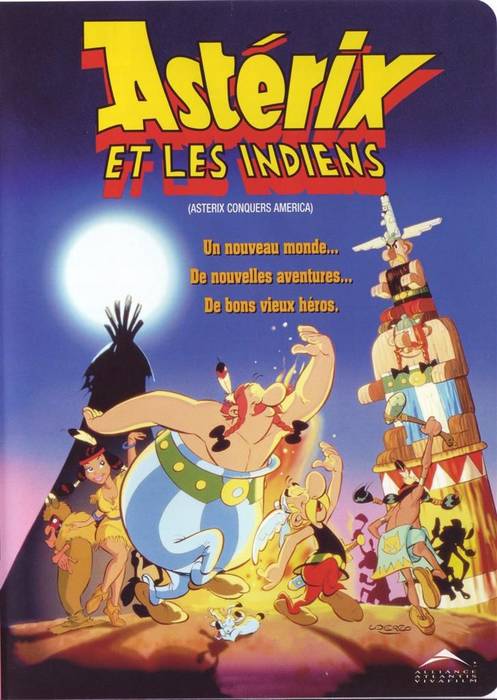 Astérix
ET LES INDIENS
(ASTERIX CONQUERS AMERICA)
Un nouveau monde...
De nouvelles aventures...
De bons vieux héros.
UDERZO
ALLIANCE
ATLANTIS
VIVAFILM